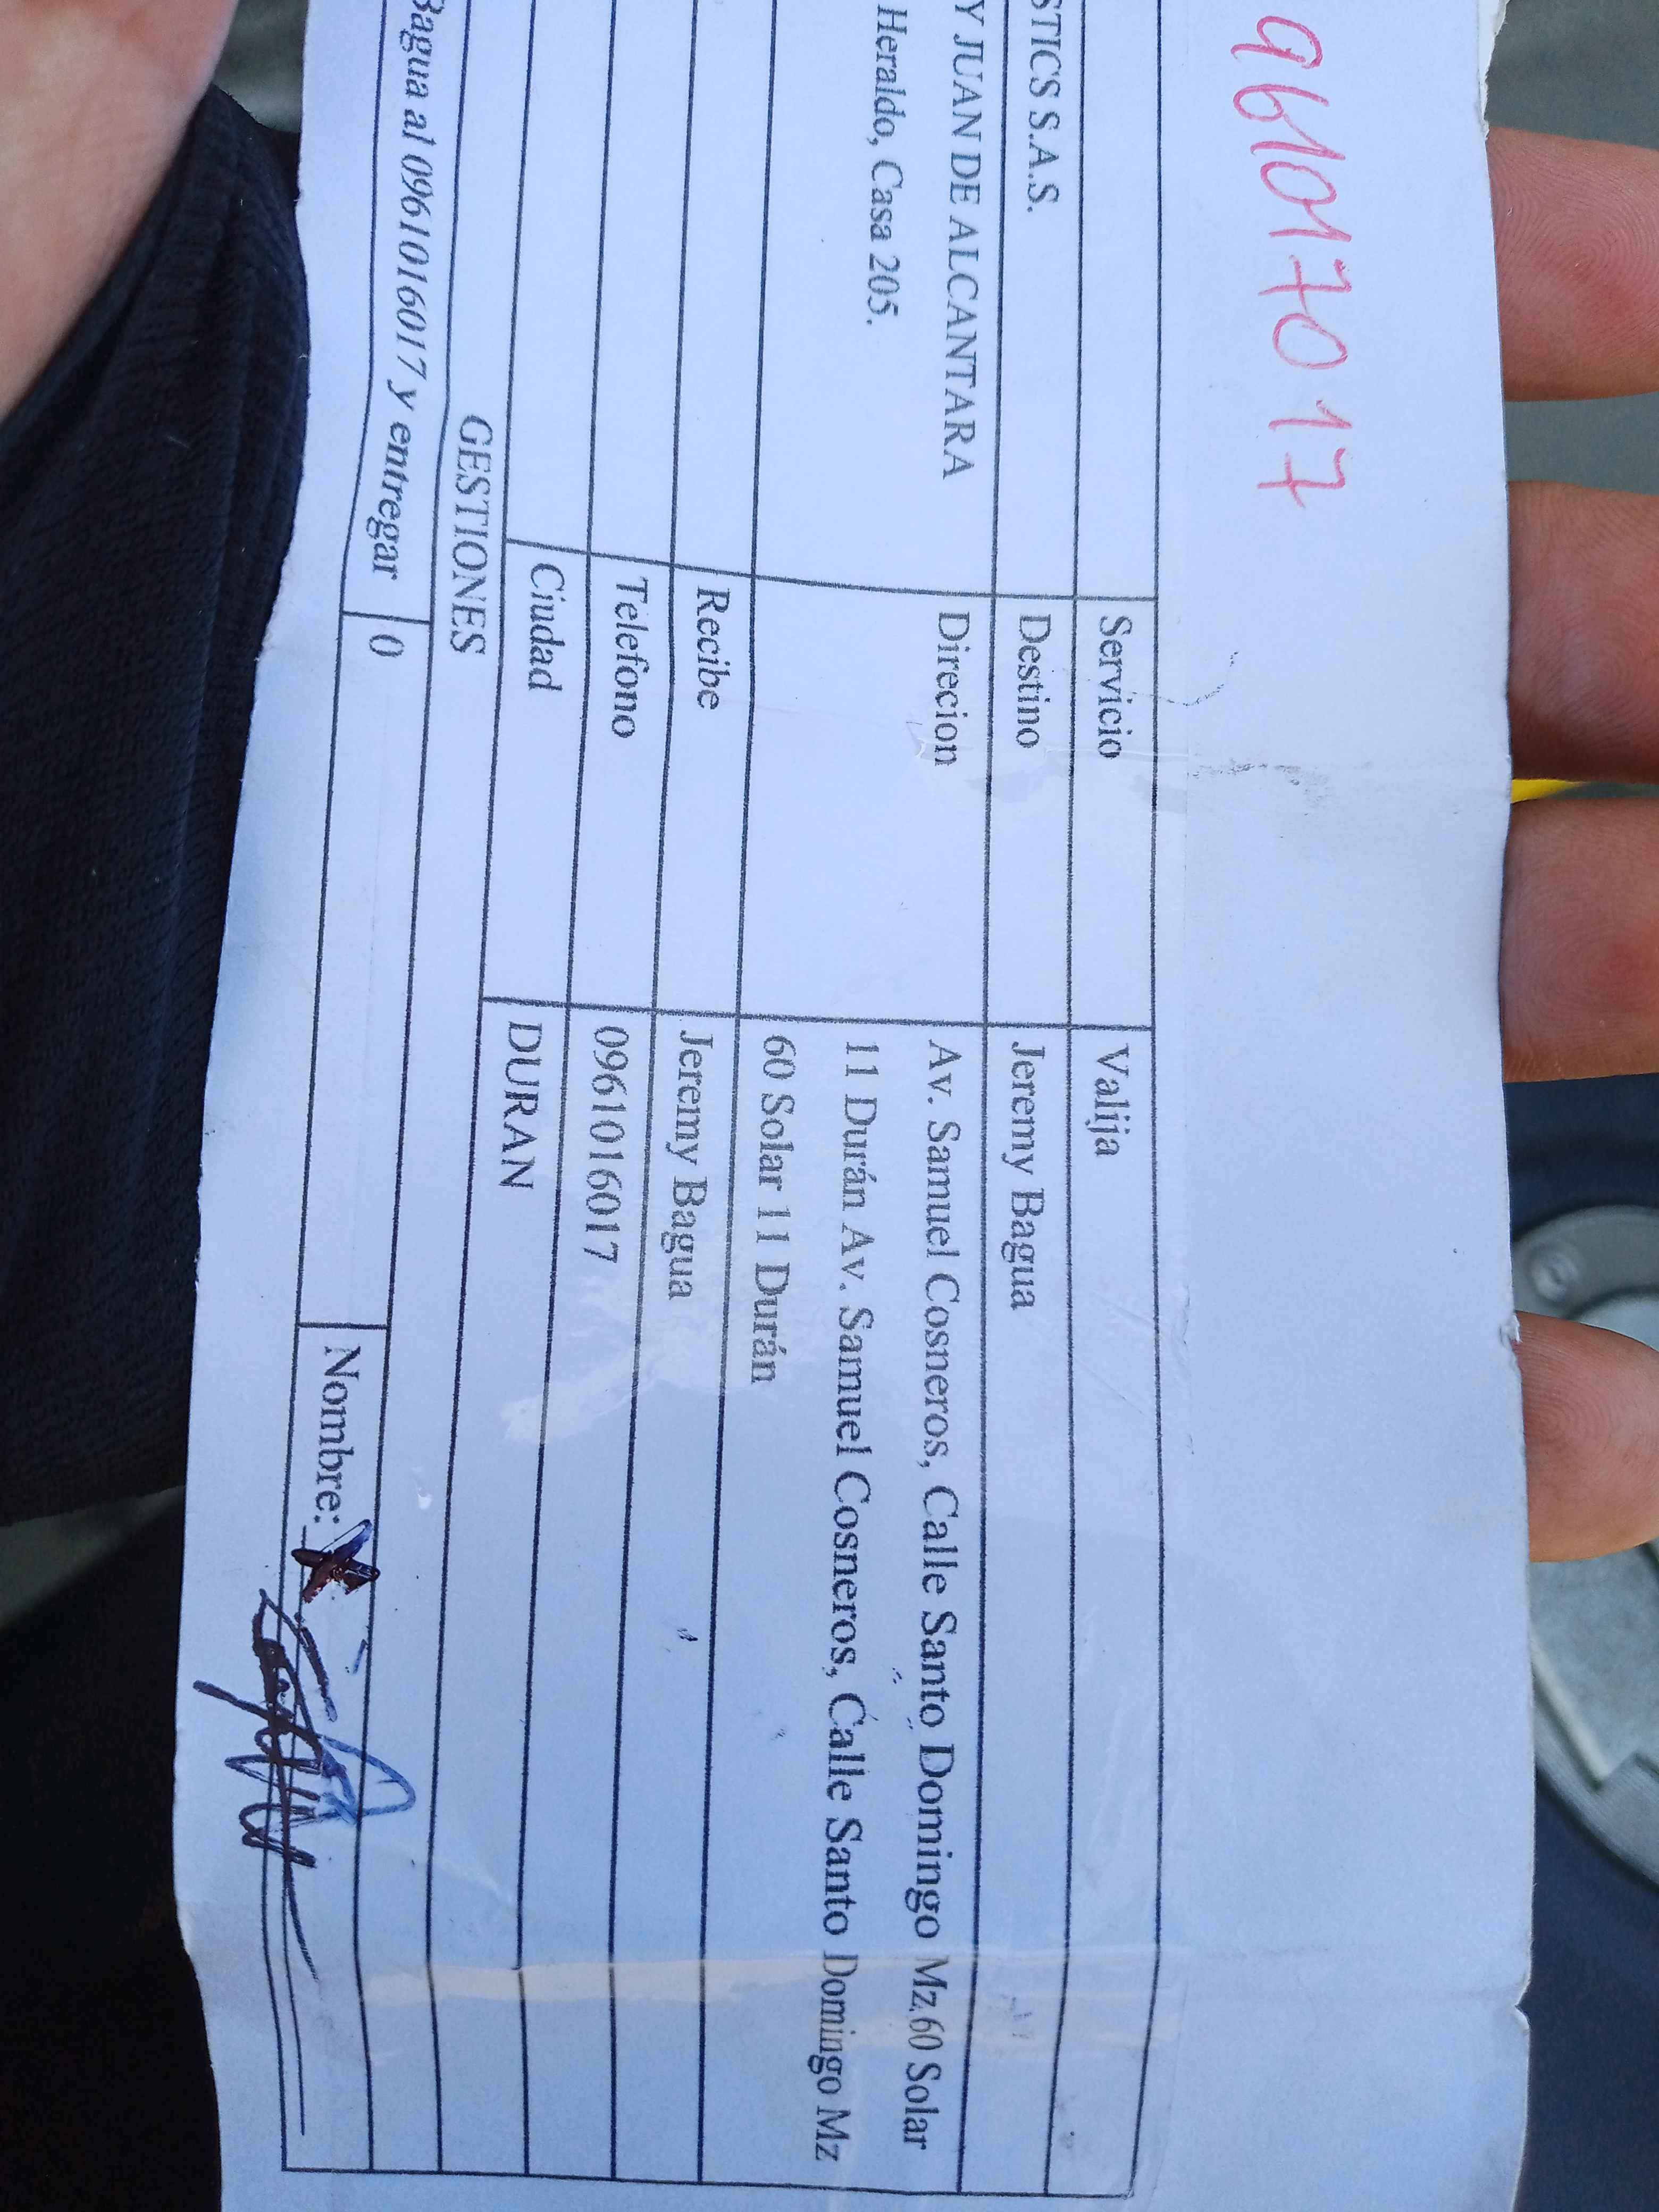 9610170 17
Servicio Valija
STICS S.A.S. Destino Jeremy Bagua
Y JUAN DE ALCANTARA Direcion Av. Samuel Cosneros, Calle Santo Domingo Mz.60 Solar
Heraldo, Casa 205. 11 Durán Av. Samuel Cosneros, Calle Santo Domingo Mz
60 Solar 11 Durán
Recibe Jeremy Bagua
Telefono 0961016017
Ciudad DURAN
GESTIONES
Bagua al 0961016017 y entregar 0
Nombre: X